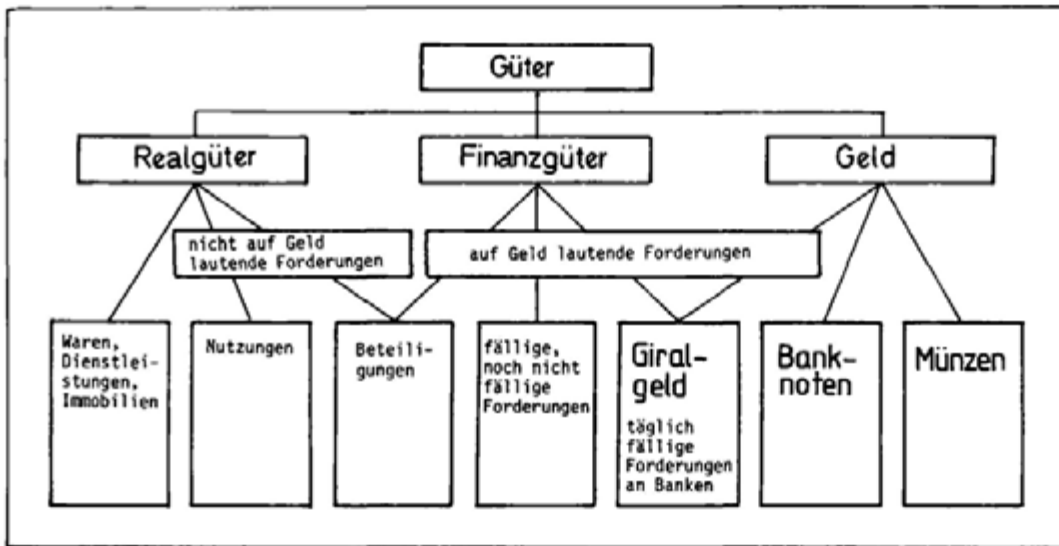 Güter
Realgüter
Finanzgüter
Geld
nicht auf Geld
lautende Forderungen
auf Geld lautende Forderungen
Waren,
Dienstlei-
stungen,
Immobilien
Nutzungen
Beteili-
gungen
fällige,
noch nicht
fällige
Forderungen
Giral-
geld
täglich
fällige
Forderungen
an Banken
Bank-
noten
Münzen